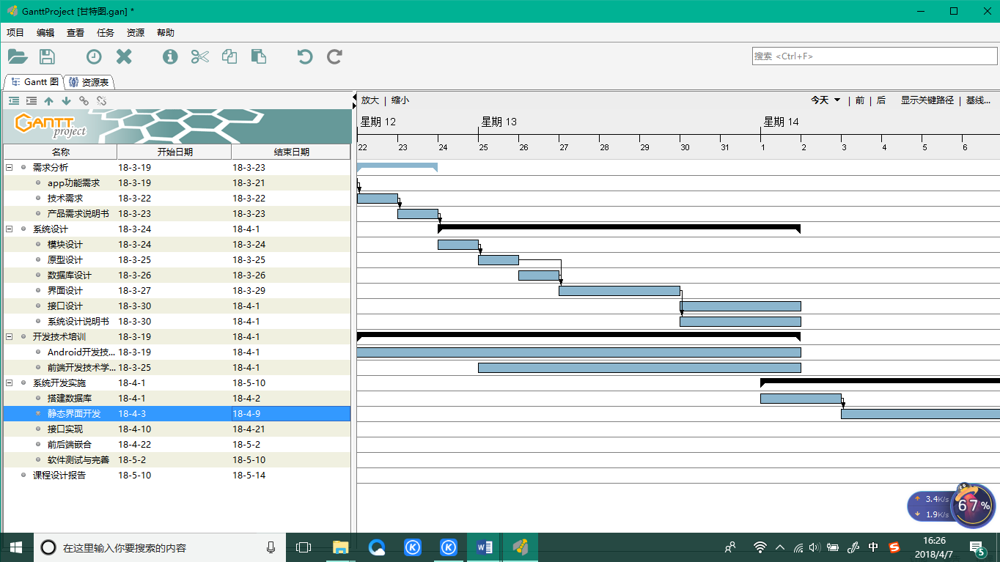 GanttProject [甘特图.gan] *
项目 编辑 查看 任务 资源 帮助
搜索 <Ctrl+F>
Gantt 图 资源表
放大 | 缩小 今天 | 前 | 后 显示关键路径 | 基线...
GANTT
project
星期 12 星期 13 星期 14
22 23 24 25 26 27 28 29 30 31 1 2 3 4 5 6
名称 开始日期 结束日期
需求分析 18-3-19 18-3-23
app功能需求 18-3-19 18-3-21
技术需求 18-3-22 18-3-22
产品需求说明书 18-3-23 18-3-23
系统设计 18-3-24 18-4-1
模块设计 18-3-24 18-3-24
原型设计 18-3-25 18-3-25
数据库设计 18-3-26 18-3-26
界面设计 18-3-27 18-3-29
接口设计 18-3-30 18-4-1
系统设计说明书 18-3-30 18-4-1
开发技术培训 18-3-19 18-4-1
Android开发技... 18-3-19 18-4-1
前端开发技术学... 18-3-25 18-4-1
系统开发实施 18-4-1 18-5-10
搭建数据库 18-4-1 18-4-2
静态界面开发 18-4-3 18-4-9
接口实现 18-4-10 18-4-21
前后端嵌合 18-4-22 18-5-2
软件测试与完善 18-5-2 18-5-10
课程设计报告 18-5-10 18-5-14
3.4K/s
67%
1.9K/s
在这里输入你要搜索的内容
中
16:26
2018/4/7
5